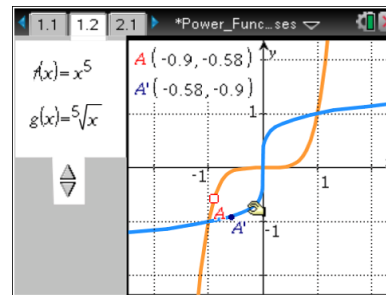 1.1 1.2 2.1 *Power_Func...ses
f(x)=x⁵
g(x)=⁵√x
A (-0.9, -0.58)
A' (-0.58, -0.9)
y
1
-1
1
-1
A
A'